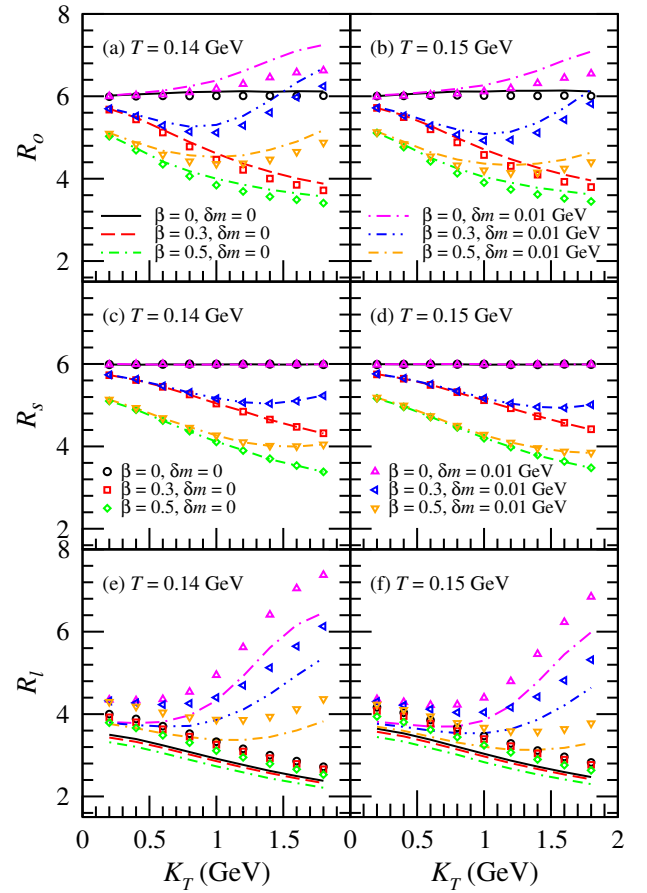 8
(a) T = 0.14 GeV
(b) T = 0.15 GeV
6
R_o
4
β = 0, δm = 0
β = 0, δm = 0.01 GeV
β = 0.3, δm = 0
β = 0.3, δm = 0.01 GeV
β = 0.5, δm = 0
β = 0.5, δm = 0.01 GeV
2
(c) T = 0.14 GeV
(d) T = 0.15 GeV
6
R_s
4
β = 0, δm = 0
β = 0, δm = 0.01 GeV
β = 0.3, δm = 0
β = 0.3, δm = 0.01 GeV
β = 0.5, δm = 0
β = 0.5, δm = 0.01 GeV
2
8
(e) T = 0.14 GeV
(f) T = 0.15 GeV
6
R_l
4
2
0 0.5 1 1.5 0 0.5 1 1.5 2
K_T (GeV) K_T (GeV)